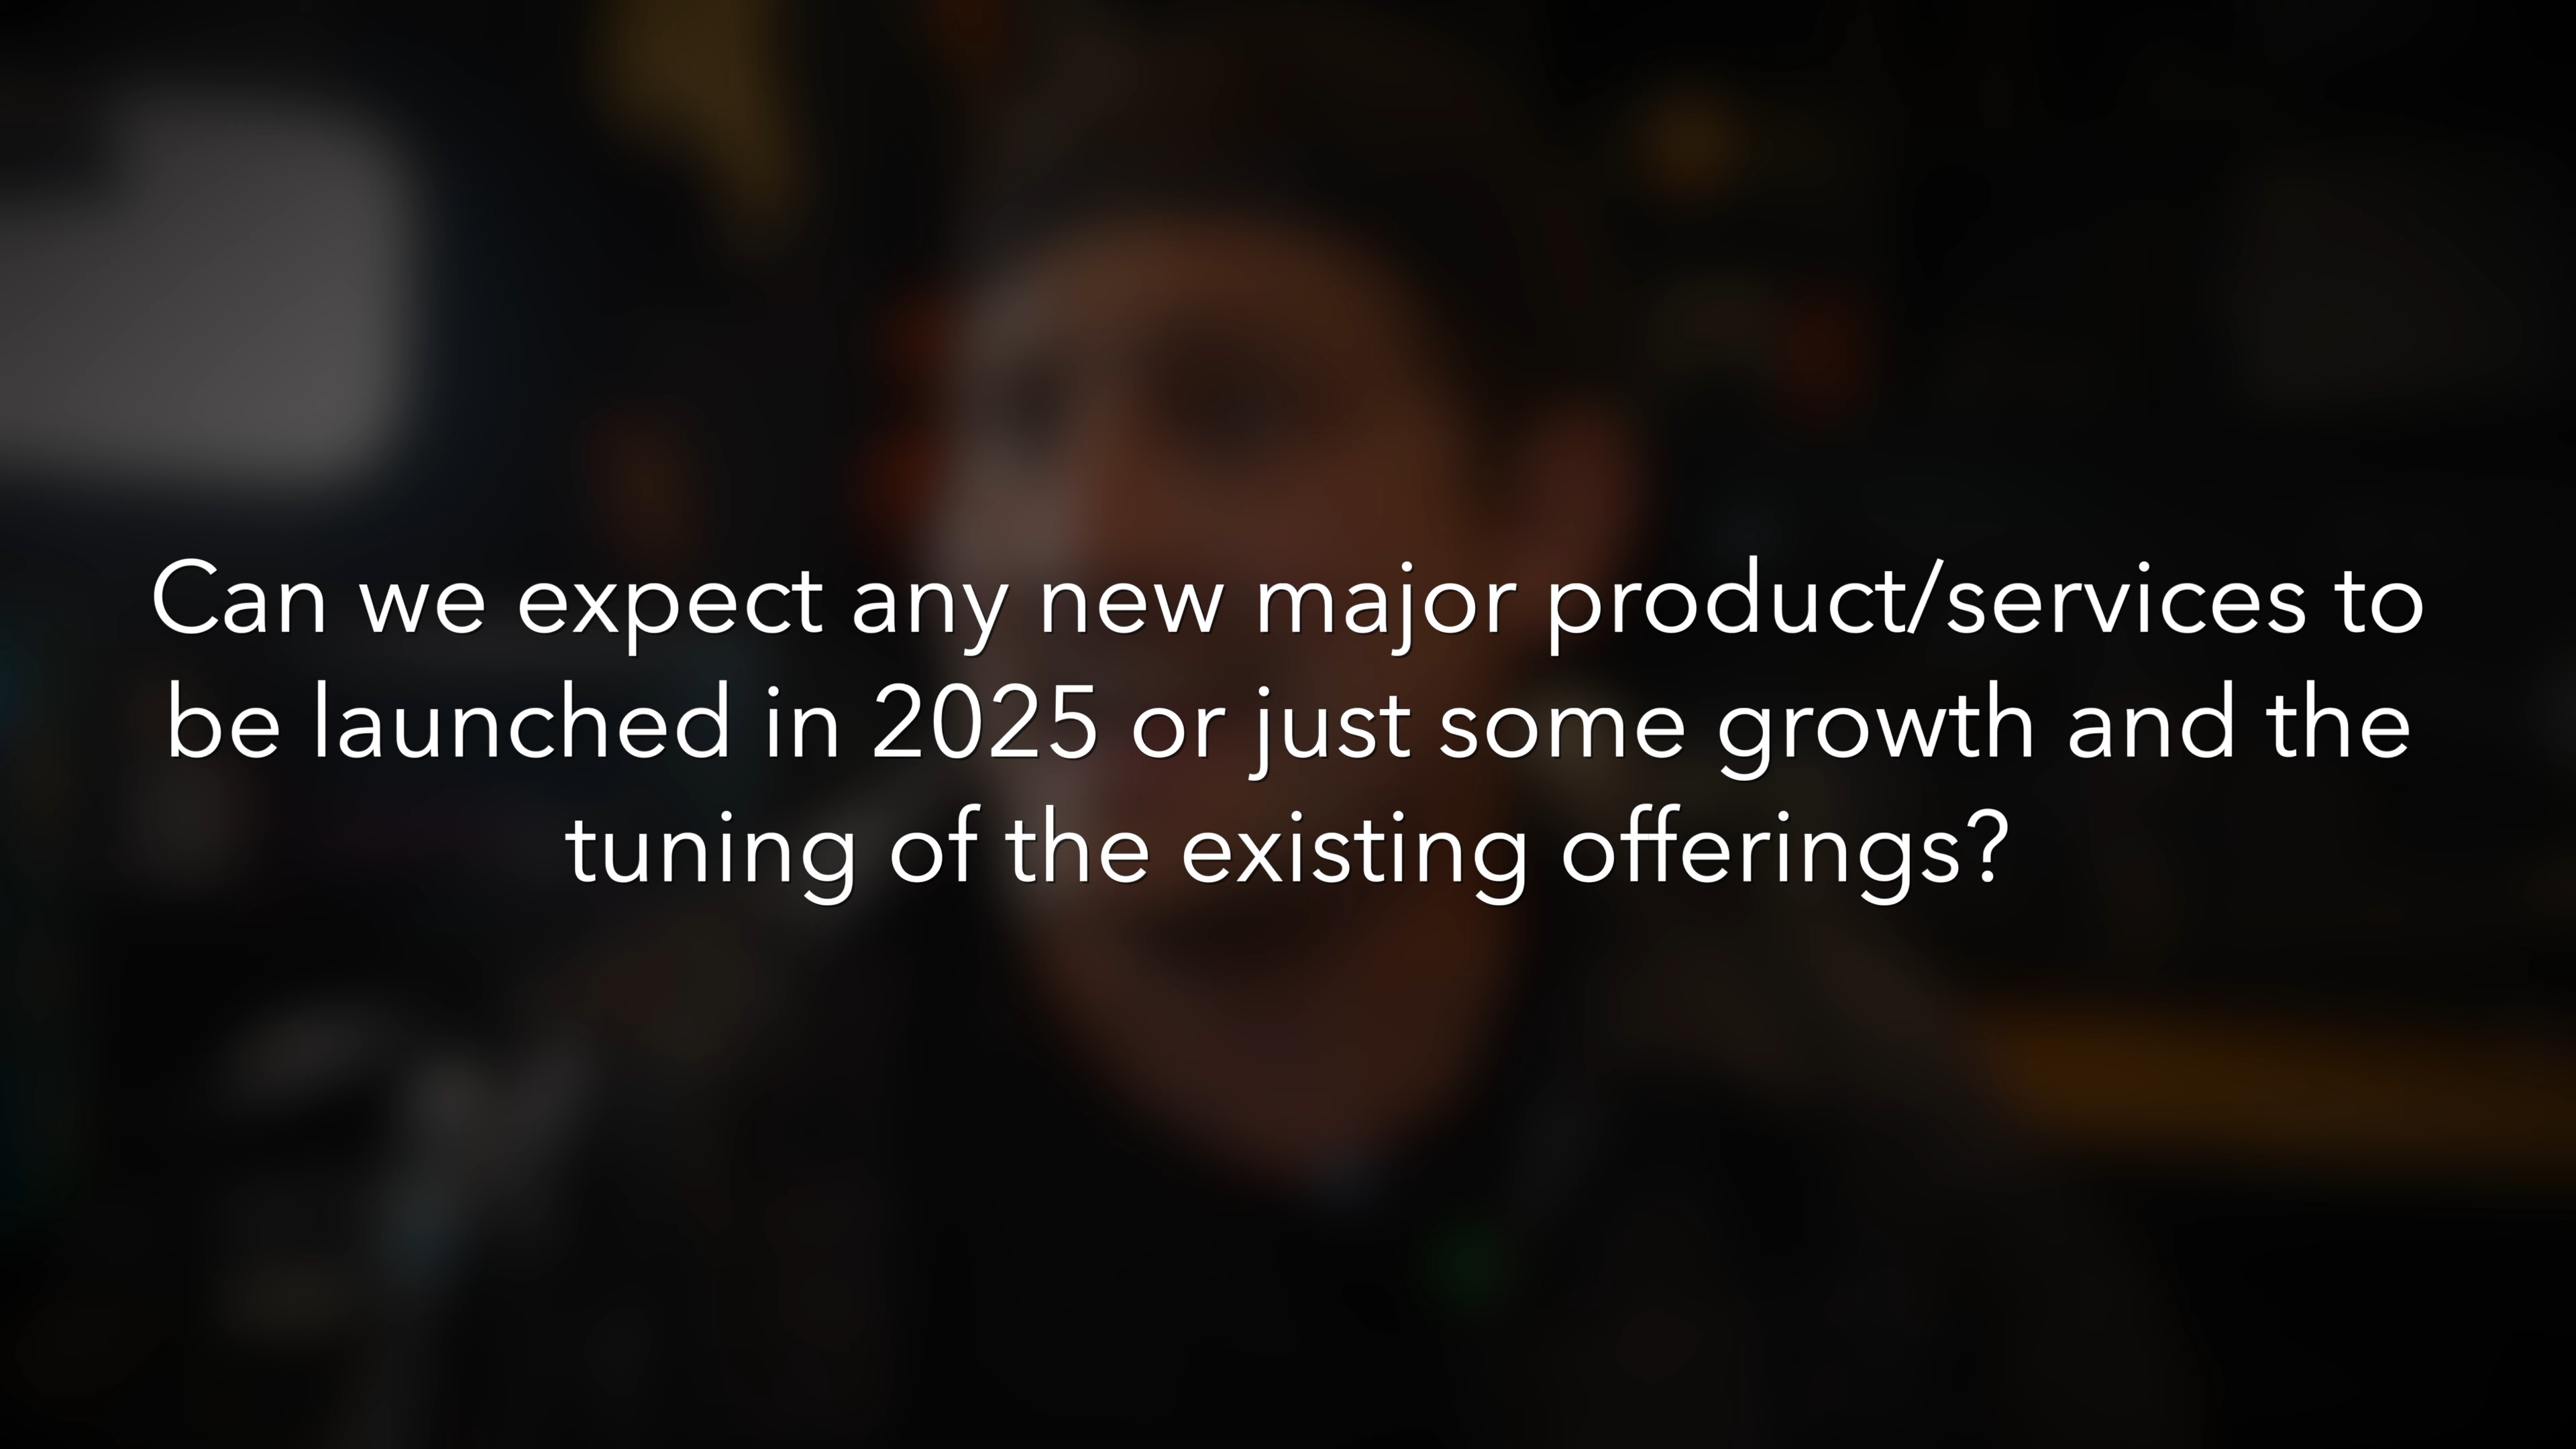 Can we expect any new major product/services to
be launched in 2025 or just some growth and the
tuning of the existing offerings?